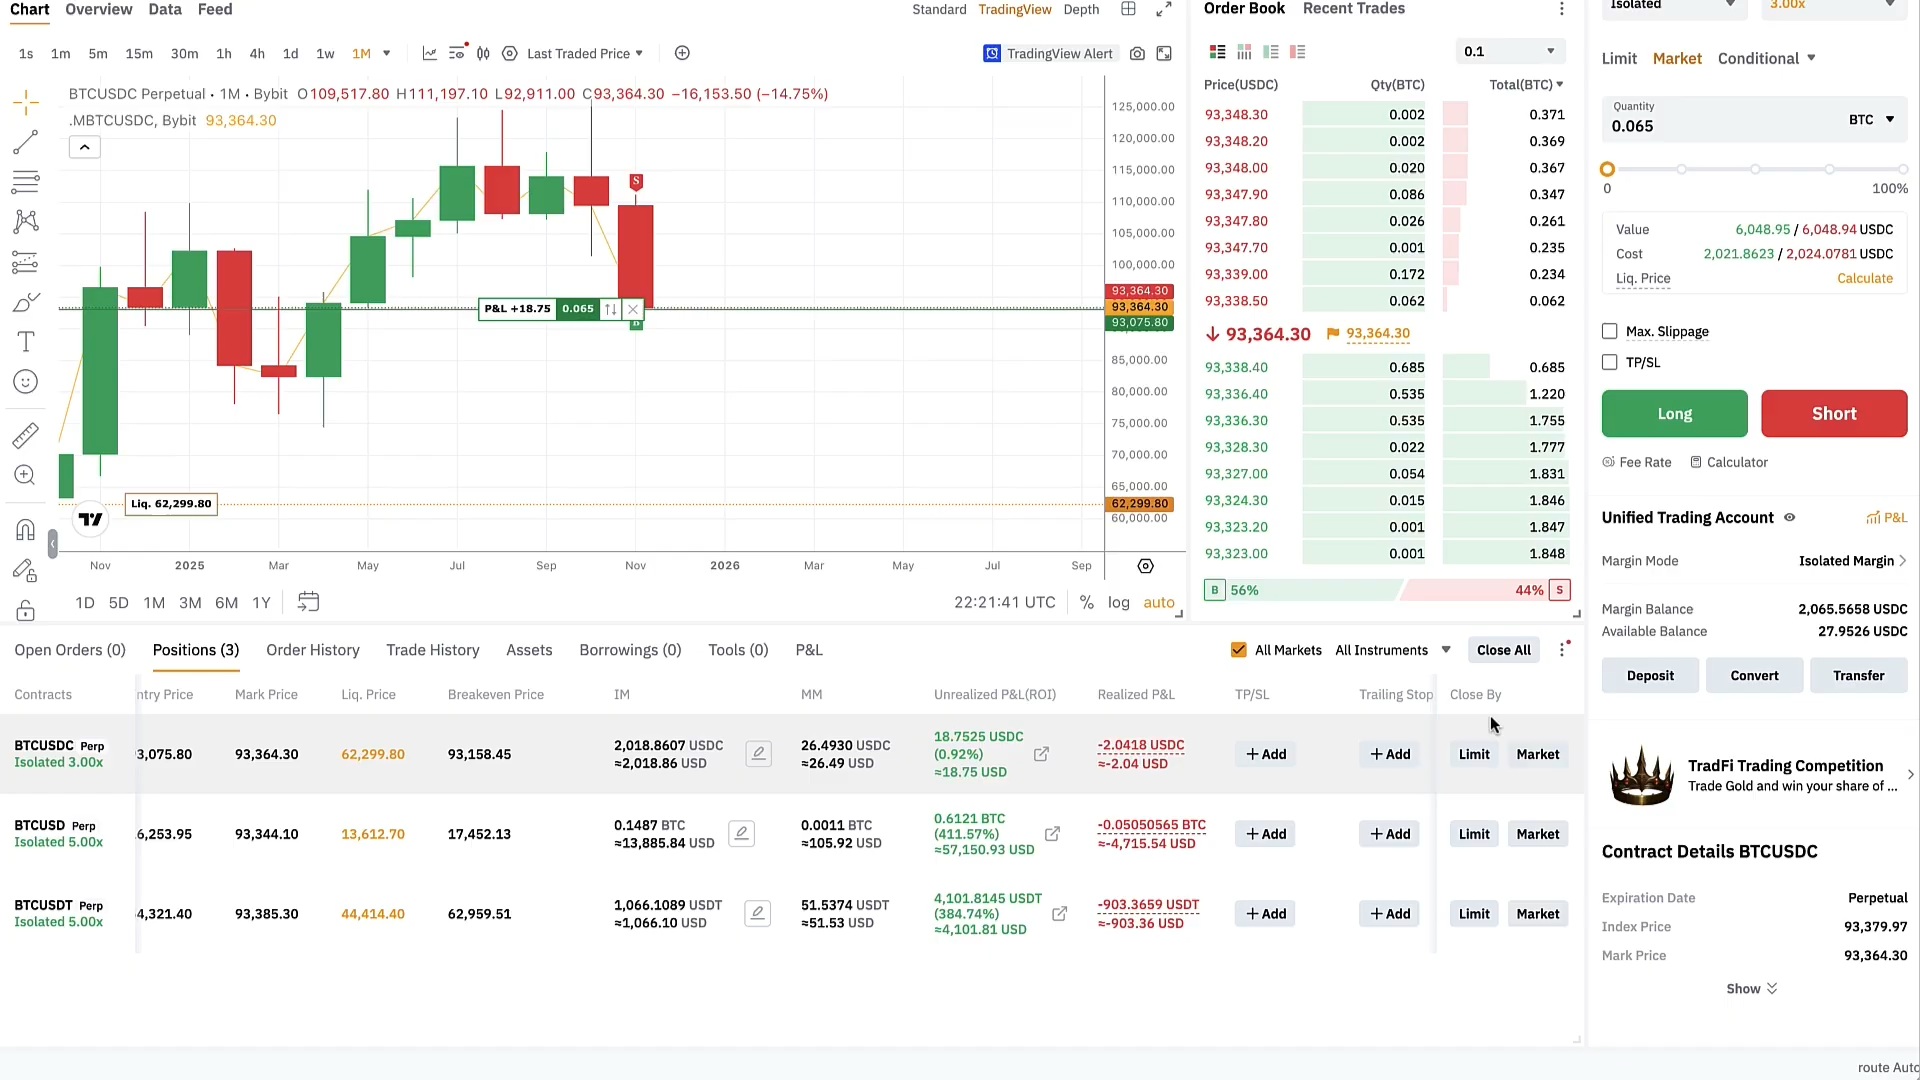 Chart Overview Data Feed
Standard TradingView Depth
1s 1m 5m 15m 30m 1h 4h 1d 1w 1M Last Traded Price
TradingView Alert
BTCUSDC Perpetual · 1M · Bybit O109,517.80 H111,197.10 L92,911.00 C93,364.30 −16,153.50 (−14.75%)
.MBTCUSDC, Bybit 93,364.30
125,000.00
120,000.00
115,000.00
110,000.00
105,000.00
100,000.00
93,364.30
93,364.30
93,075.80
85,000.00
80,000.00
75,000.00
70,000.00
65,000.00
62,299.80
60,000.00
S
P&L +18.75 0.065
B
Liq. 62,299.80
Nov 2025 Mar May Jul Sep Nov 2026 Mar May Jul Sep
1D 5D 1M 3M 6M 1Y
22:21:41 UTC % log auto
Order Book Recent Trades
0.1
Price(USDC) Qty(BTC) Total(BTC)
93,348.30 0.002 0.371
93,348.20 0.002 0.369
93,348.00 0.020 0.367
93,347.90 0.086 0.347
93,347.80 0.026 0.261
93,347.70 0.001 0.235
93,339.00 0.172 0.234
93,338.50 0.062 0.062
93,364.30 93,364.30
93,338.40 0.685 0.685
93,336.40 0.535 1.220
93,336.30 0.535 1.755
93,328.30 0.022 1.777
93,327.00 0.054 1.831
93,324.30 0.015 1.846
93,323.20 0.001 1.847
93,323.00 0.001 1.848
B 56% 44% S
Isolated 3.00x
Limit Market Conditional
Quantity
0.065 BTC
0 100%
Value 6,048.95 / 6,048.94 USDC
Cost 2,021.8623 / 2,024.0781 USDC
Liq. Price Calculate
Max. Slippage
TP/SL
Long Short
Fee Rate Calculator
Unified Trading Account P&L
Margin Mode Isolated Margin
Margin Balance 2,065.5658 USDC
Available Balance 27.9526 USDC
Deposit Convert Transfer
TradFi Trading Competition
Trade Gold and win your share of ...
Contract Details BTCUSDC
Expiration Date Perpetual
Index Price 93,379.97
Mark Price 93,364.30
Show
Open Orders (0) Positions (3) Order History Trade History Assets Borrowings (0) Tools (0) P&L
All Markets All Instruments Close All
Contracts ntry Price Mark Price Liq. Price Breakeven Price IM MM Unrealized P&L(ROI) Realized P&L TP/SL Trailing Stop Close By
BTCUSDC Perp
Isolated 3.00x
3,075.80 93,364.30 62,299.80 93,158.45
2,018.8607 USDC
≈2,018.86 USD
26.4930 USDC
≈26.49 USD
18.7525 USDC
(0.92%)
≈18.75 USD
-2.0418 USDC
≈-2.04 USD
+ Add + Add Limit Market
BTCUSD Perp
Isolated 5.00x
6,253.95 93,344.10 13,612.70 17,452.13
0.1487 BTC
≈13,885.84 USD
0.0011 BTC
≈105.92 USD
0.6121 BTC
(411.57%)
≈57,150.93 USD
-0.05050565 BTC
≈-4,715.54 USD
+ Add + Add Limit Market
BTCUSDT Perp
Isolated 5.00x
4,321.40 93,385.30 44,414.40 62,959.51
1,066.1089 USDT
≈1,066.10 USD
51.5374 USDT
≈51.53 USD
4,101.8145 USDT
(384.74%)
≈4,101.81 USD
-903.3659 USDT
≈-903.36 USD
+ Add + Add Limit Market
route Auto